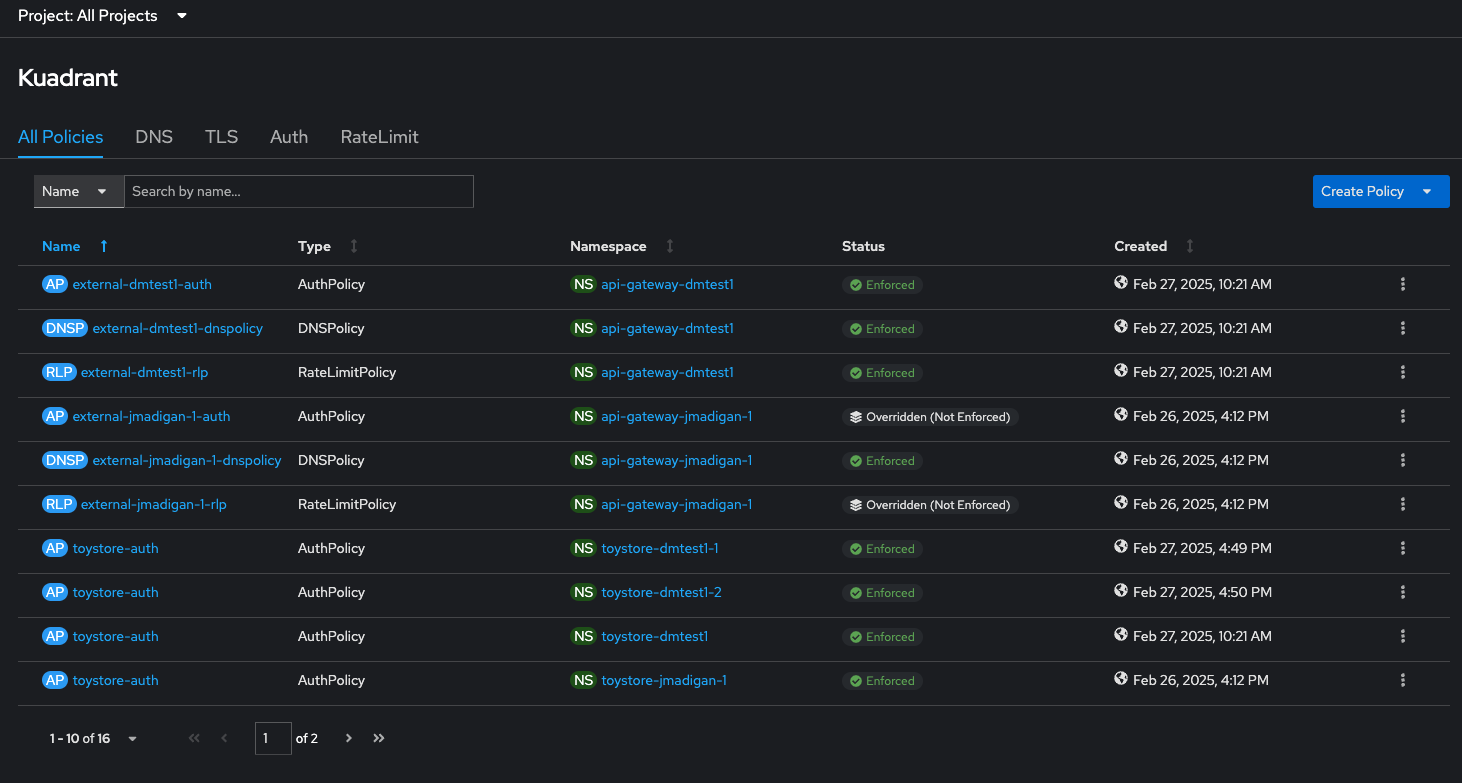 Project: All Projects
Kuadrant
All Policies DNS TLS Auth RateLimit
Name Search by name... Create Policy
Name Type Namespace Status Created
AP external-dmtest1-auth AuthPolicy NS api-gateway-dmtest1 Enforced Feb 27, 2025, 10:21 AM
DNSP external-dmtest1-dnspolicy DNSPolicy NS api-gateway-dmtest1 Enforced Feb 27, 2025, 10:21 AM
RLP external-dmtest1-rlp RateLimitPolicy NS api-gateway-dmtest1 Enforced Feb 27, 2025, 10:21 AM
AP external-jmadigan-1-auth AuthPolicy NS api-gateway-jmadigan-1 Overridden (Not Enforced) Feb 26, 2025, 4:12 PM
DNSP external-jmadigan-1-dnspolicy DNSPolicy NS api-gateway-jmadigan-1 Enforced Feb 26, 2025, 4:12 PM
RLP external-jmadigan-1-rlp RateLimitPolicy NS api-gateway-jmadigan-1 Overridden (Not Enforced) Feb 26, 2025, 4:12 PM
AP toystore-auth AuthPolicy NS toystore-dmtest1-1 Enforced Feb 27, 2025, 4:49 PM
AP toystore-auth AuthPolicy NS toystore-dmtest1-2 Enforced Feb 27, 2025, 4:50 PM
AP toystore-auth AuthPolicy NS toystore-dmtest1 Enforced Feb 27, 2025, 10:21 AM
AP toystore-auth AuthPolicy NS toystore-jmadigan-1 Enforced Feb 26, 2025, 4:12 PM
1 - 10 of 16 1 of 2